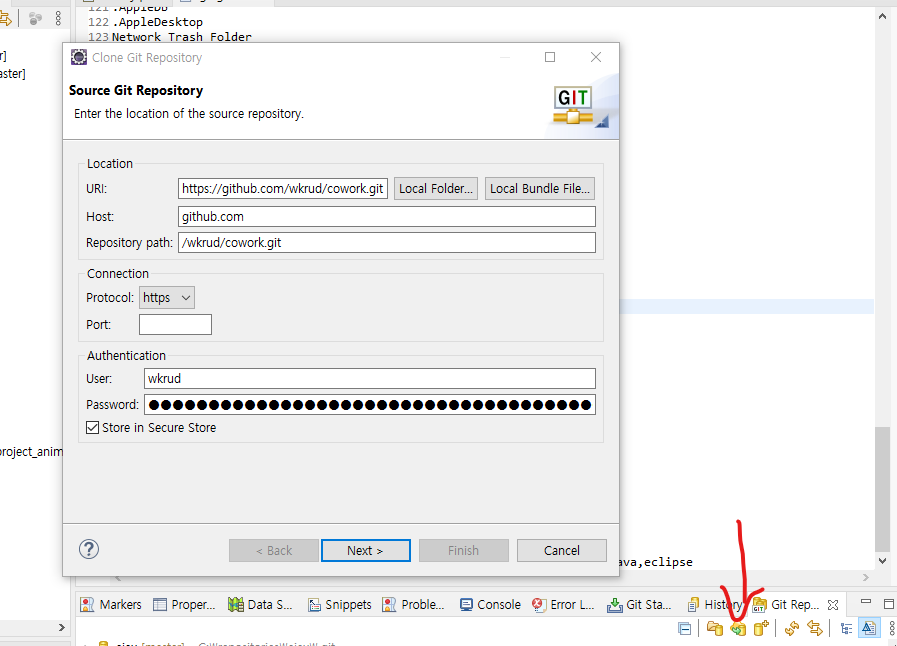 121 .AppleDB
122 .AppleDesktop
123 Network Trash Folder
r]
aster]
Clone Git Repository
Source Git Repository
Enter the location of the source repository.
GIT
Location
URI: https://github.com/wkrud/cowork.git Local Folder... Local Bundle File...
Host: github.com
Repository path: /wkrud/cowork.git
Connection
Protocol: https
Port:
Authentication
User: wkrud
Password: ●●●●●●●●●●●●●●●●●●●●●●●●●●●●●●●●●●●●●
Store in Secure Store
project_anim
? < Back Next > Finish Cancel
ava,eclipse
Markers Proper... Data S... Snippets Proble... Console Error L... Git Sta... History Git Rep...